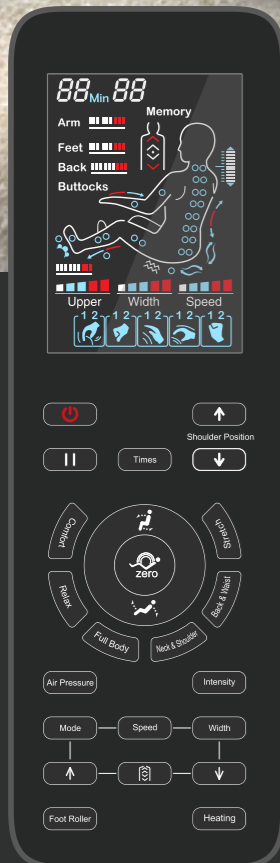 88 Min 88
Memory
Arm
Feet
Back
Buttocks
Upper Width Speed
1 2 1 2 1 2 1 2 1 2
Shoulder Position
Times
Comfort
Stretch
zero
Relax
Back & Waist
Full Body
Neck & Shoulder
Air Pressure
Intensity
Mode
Speed
Width
Foot Roller
Heating